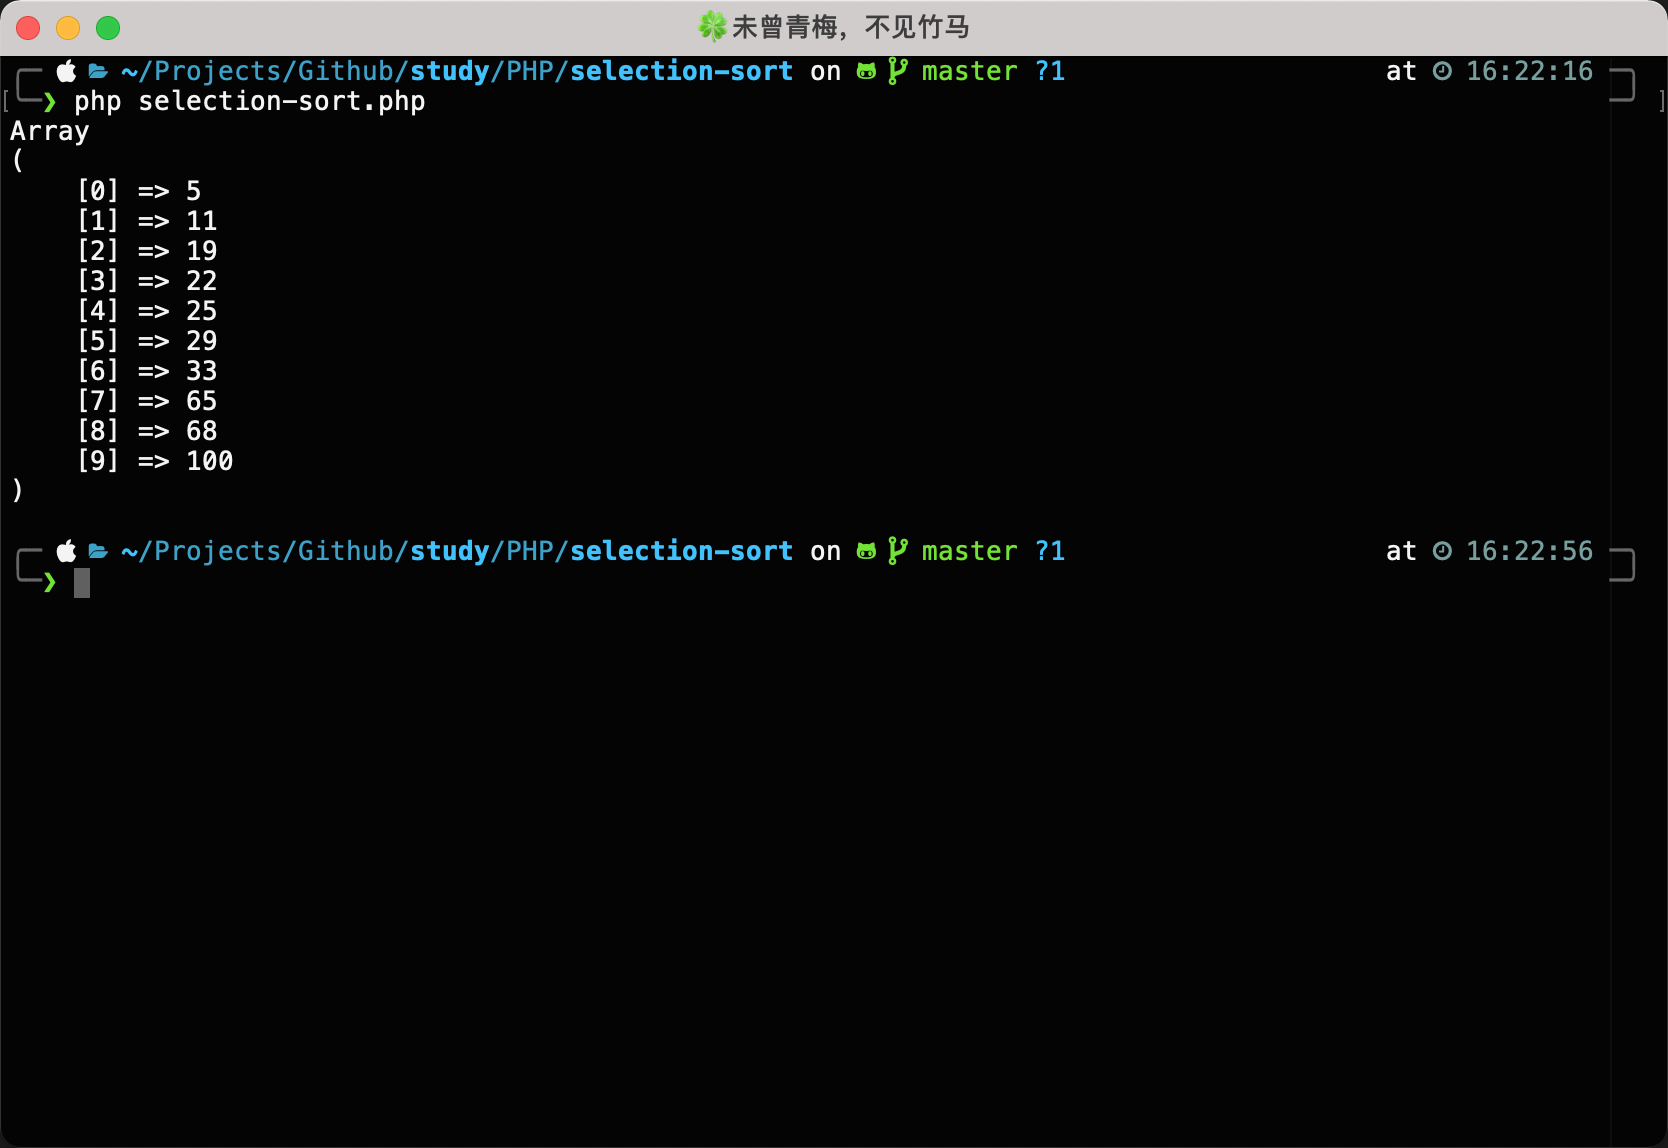 🍀未曾青梅，不见竹马
~/Projects/Github/study/PHP/selection-sort on master ?1 at 16:22:16
❯ php selection-sort.php
Array
(
    [0] => 5
    [1] => 11
    [2] => 19
    [3] => 22
    [4] => 25
    [5] => 29
    [6] => 33
    [7] => 65
    [8] => 68
    [9] => 100
)
~/Projects/Github/study/PHP/selection-sort on master ?1 at 16:22:56
❯